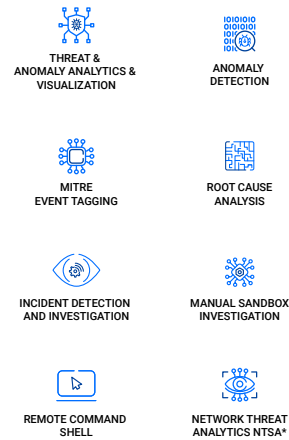 THREAT &
ANOMALY ANALYTICS &
VISUALIZATION
ANOMALY
DETECTION
MITRE
EVENT TAGGING
ROOT CAUSE
ANALYSIS
INCIDENT DETECTION
AND INVESTIGATION
MANUAL SANDBOX
INVESTIGATION
REMOTE COMMAND
SHELL
NETWORK THREAT
ANALYTICS NTSA*